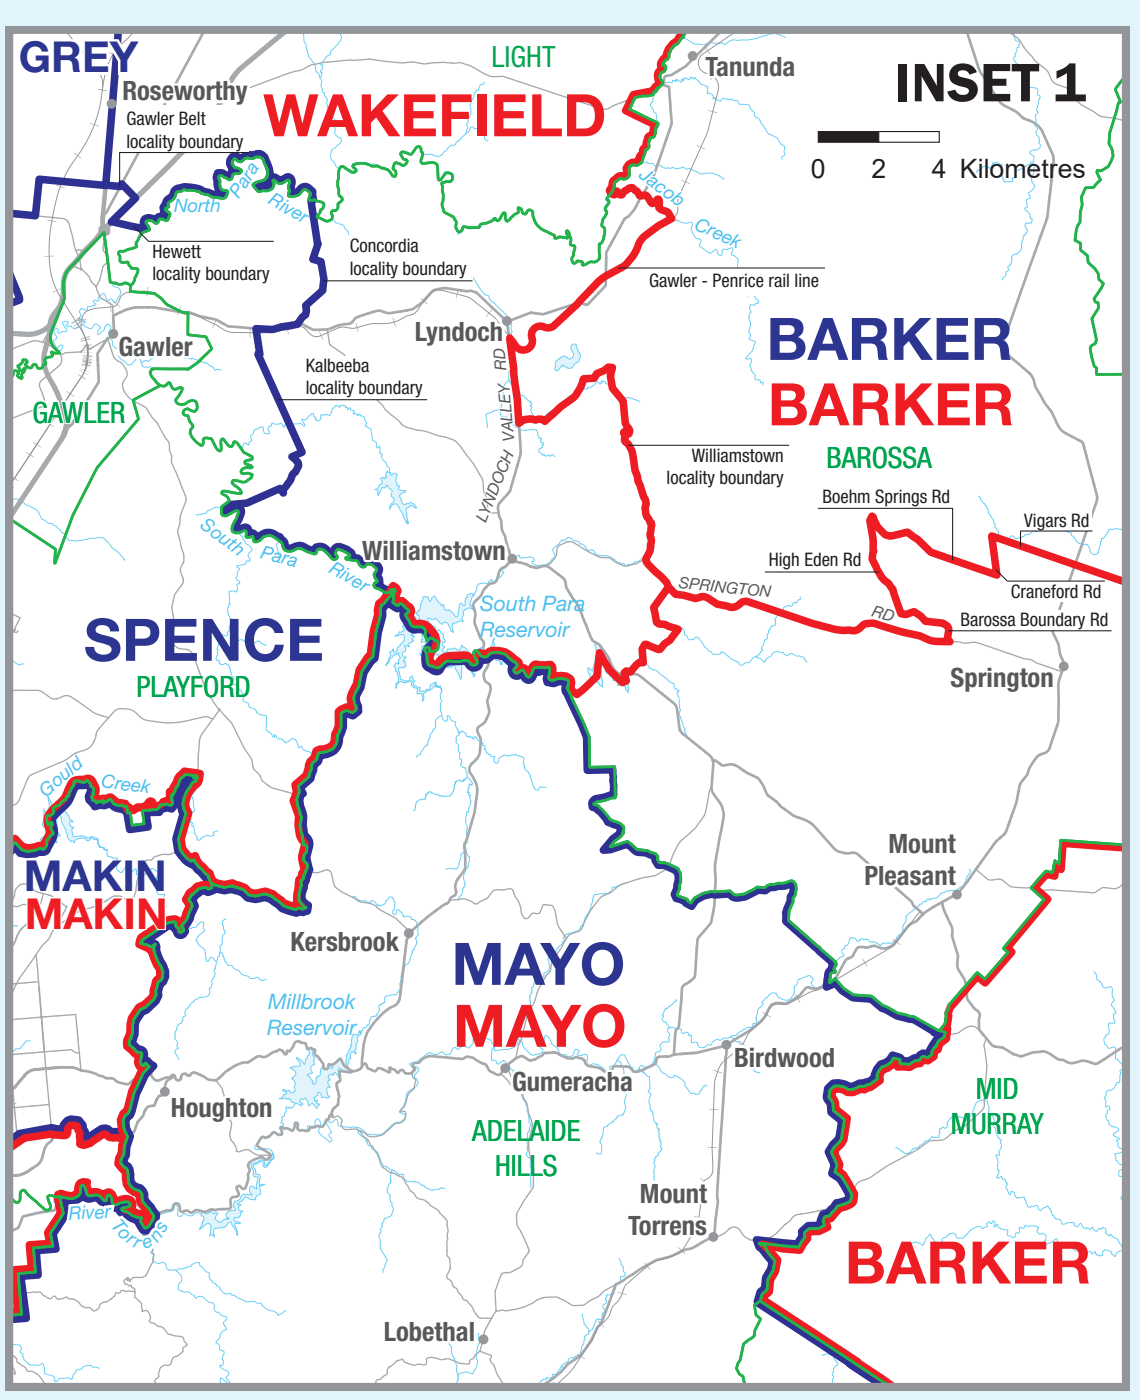 GREY
LIGHT
Tanunda
INSET 1
Roseworthy
Gawler Belt
locality boundary
WAKEFIELD
0 2 4 Kilometres
North
Para
River
Jacob
Creek
Hewett
locality boundary
Concordia
locality boundary
Gawler - Penrice rail line
Lyndoch
Gawler
BARKER
BARKER
Kalbeeba
locality boundary
LYNDOCH VALLEY RD
GAWLER
Williamstown
locality boundary
BAROSSA
Boehm Springs Rd
Vigars Rd
South Para River
Williamstown
High Eden Rd
Craneford Rd
SPRINGTON RD
Barossa Boundary Rd
South Para
Reservoir
SPENCE
PLAYFORD
Springton
Gould Creek
Mount
Pleasant
MAKIN
MAKIN
Kersbrook
MAYO
MAYO
Millbrook
Reservoir
Birdwood
Gumeracha
Houghton
MID
MURRAY
ADELAIDE
HILLS
Mount
Torrens
River Torrens
BARKER
Lobethal